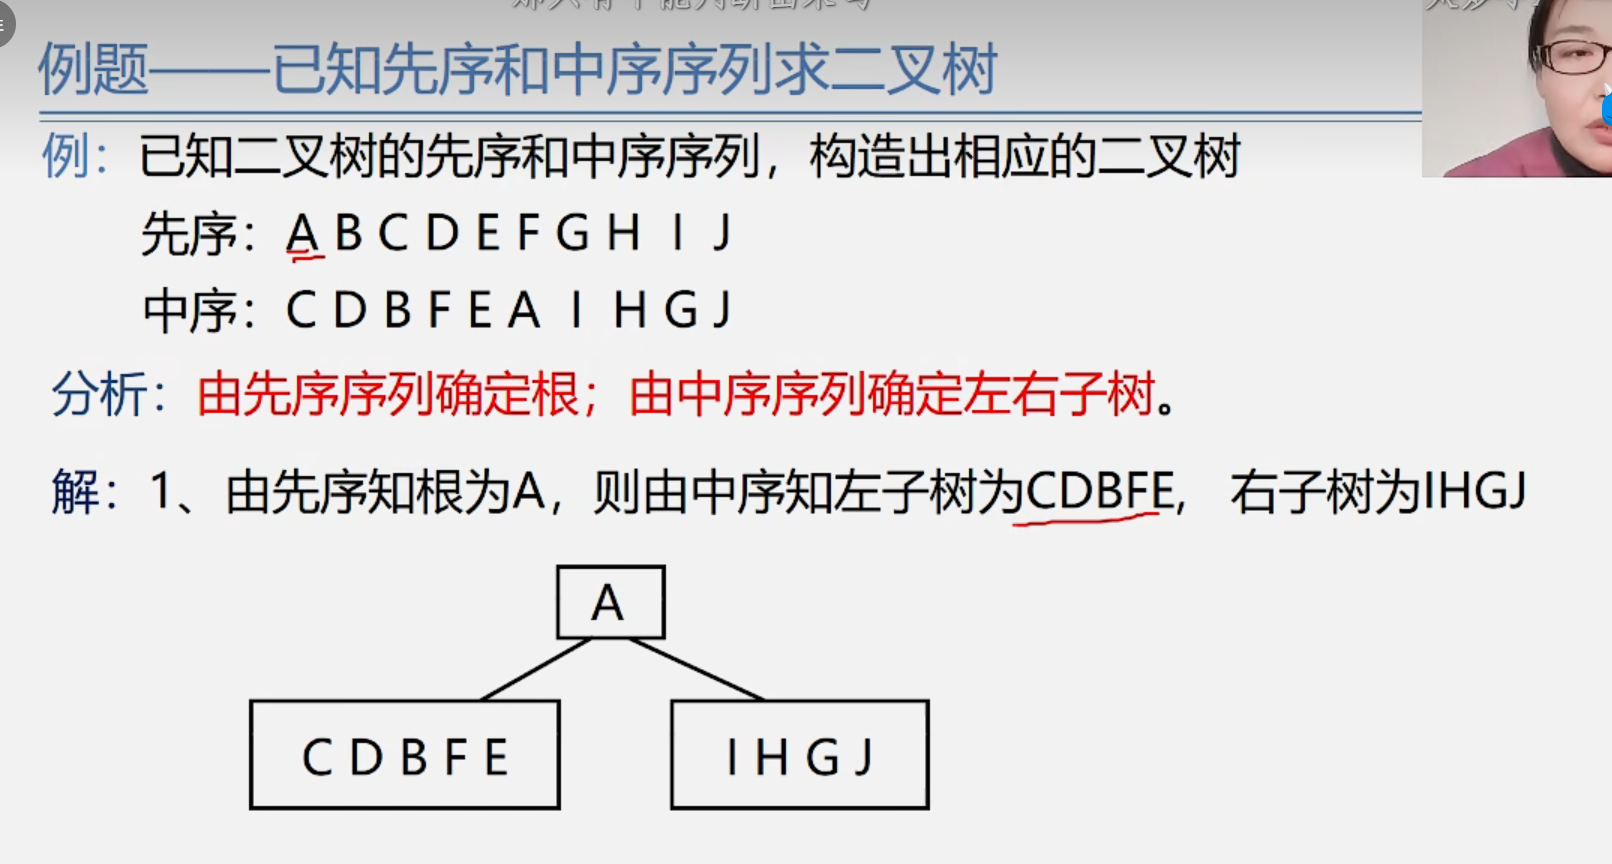 例题——已知先序和中序序列求二叉树
例：已知二叉树的先序和中序序列，构造出相应的二叉树
先序：A B C D E F G H I J
中序：C D B F E A I H G J
分析：由先序序列确定根；由中序序列确定左右子树。
解：1、由先序知根为A，则由中序知左子树为CDBFE，右子树为IHGJ
A
C D B F E
I H G J